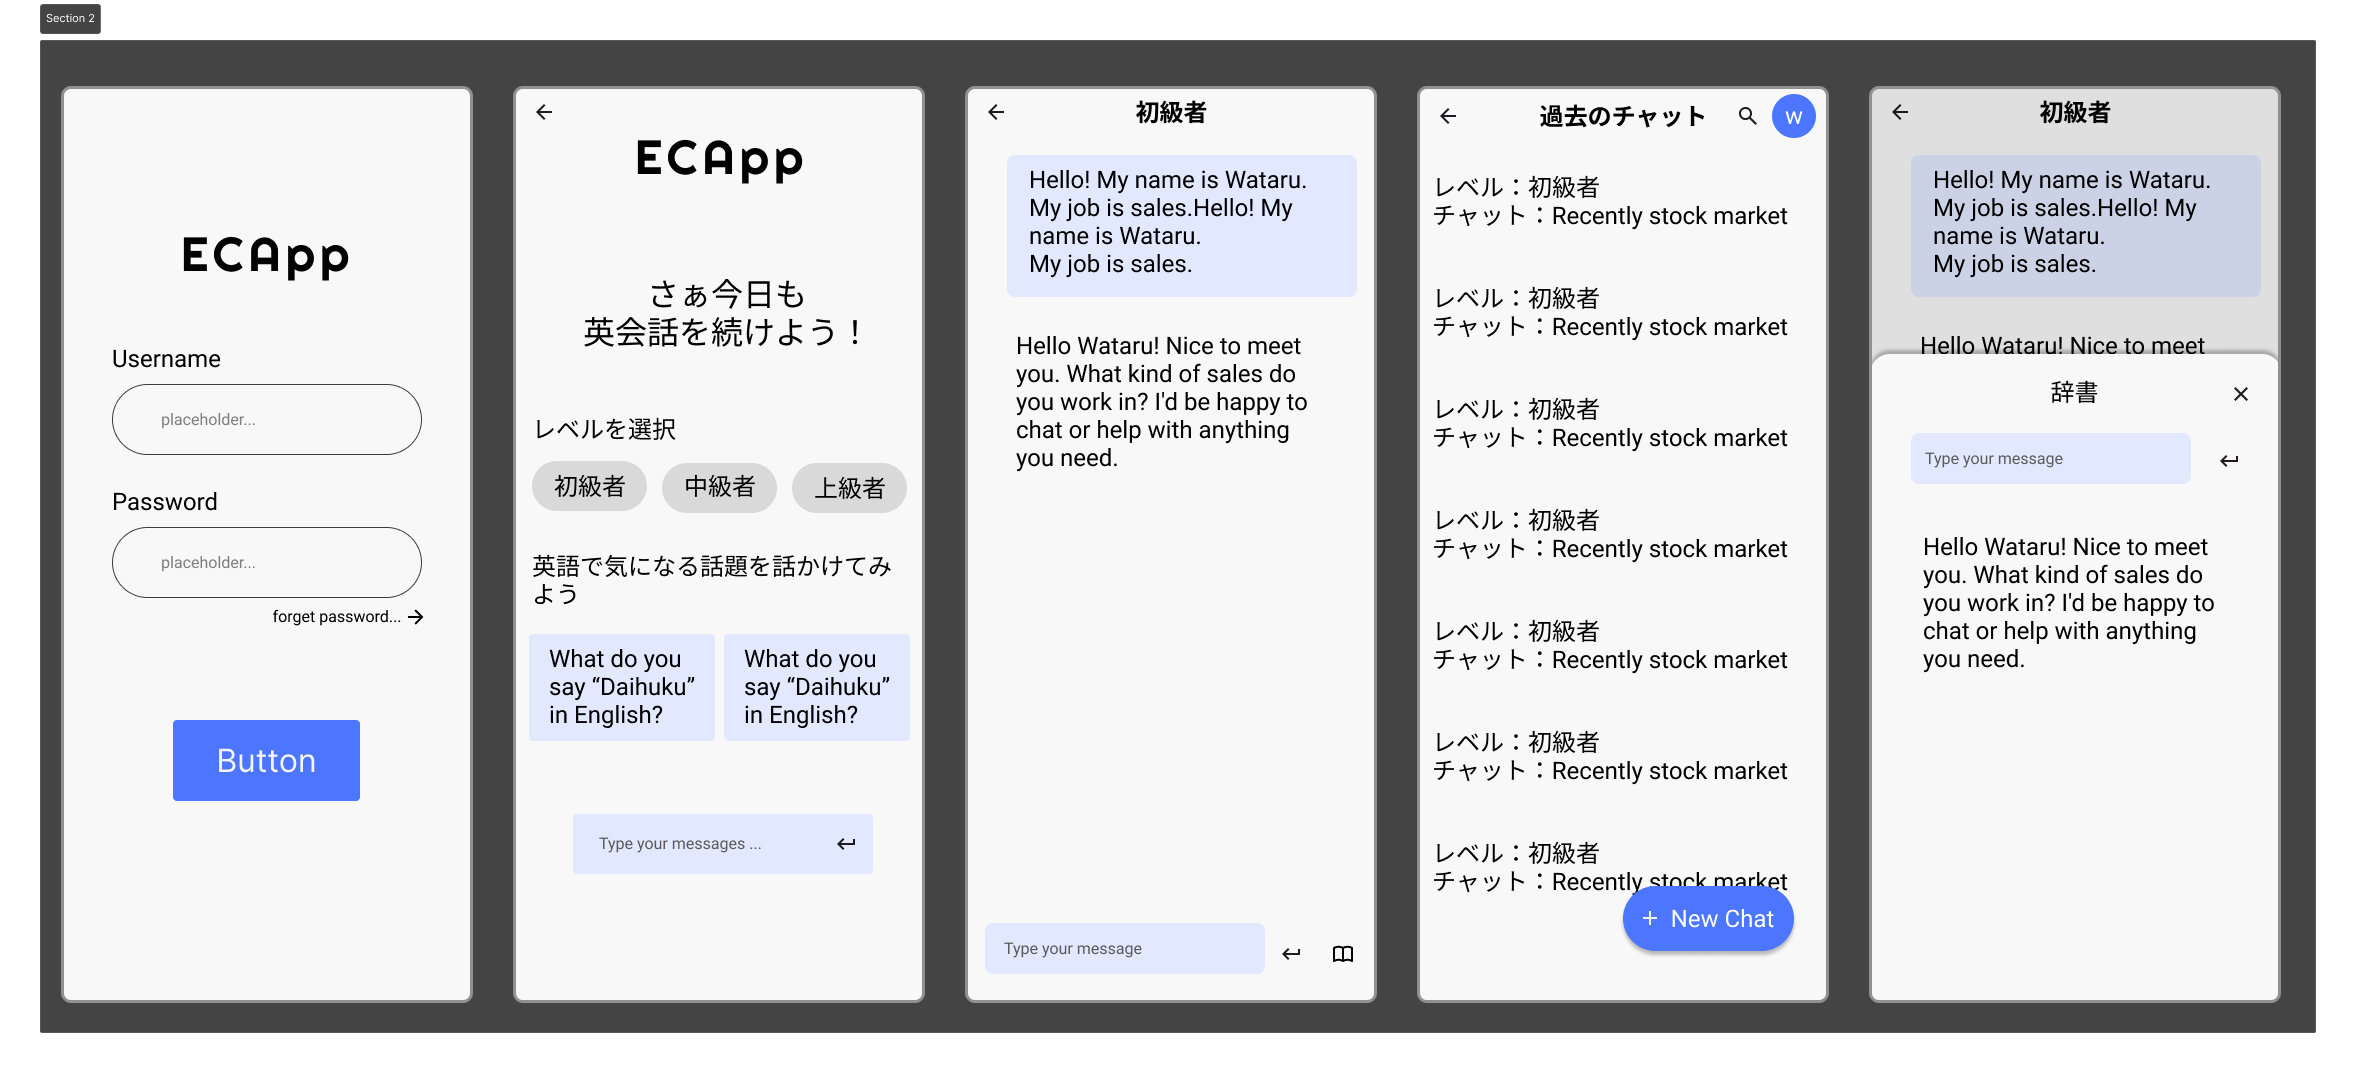 Section 2
ECApp
Username
placeholder...
Password
placeholder...
forget password...
Button
ECApp
さぁ今日も
英会話を続けよう！
レベルを選択
初級者
中級者
上級者
英語で気になる話題を話かけてみ
よう
What do you
say “Daihuku”
in English?
What do you
say “Daihuku”
in English?
Type your messages ...
初級者
Hello! My name is Wataru.
My job is sales.Hello! My
name is Wataru.
My job is sales.
Hello Wataru! Nice to meet
you. What kind of sales do
you work in? I'd be happy to
chat or help with anything
you need.
Type your message
過去のチャット
W
レベル：初級者
チャット：Recently stock market
レベル：初級者
チャット：Recently stock market
レベル：初級者
チャット：Recently stock market
レベル：初級者
チャット：Recently stock market
レベル：初級者
チャット：Recently stock market
レベル：初級者
チャット：Recently stock market
レベル：初級者
チャット：Recently stock market
+ New Chat
初級者
Hello! My name is Wataru.
My job is sales.Hello! My
name is Wataru.
My job is sales.
Hello Wataru! Nice to meet
辞書
Type your message
Hello Wataru! Nice to meet
you. What kind of sales do
you work in? I'd be happy to
chat or help with anything
you need.